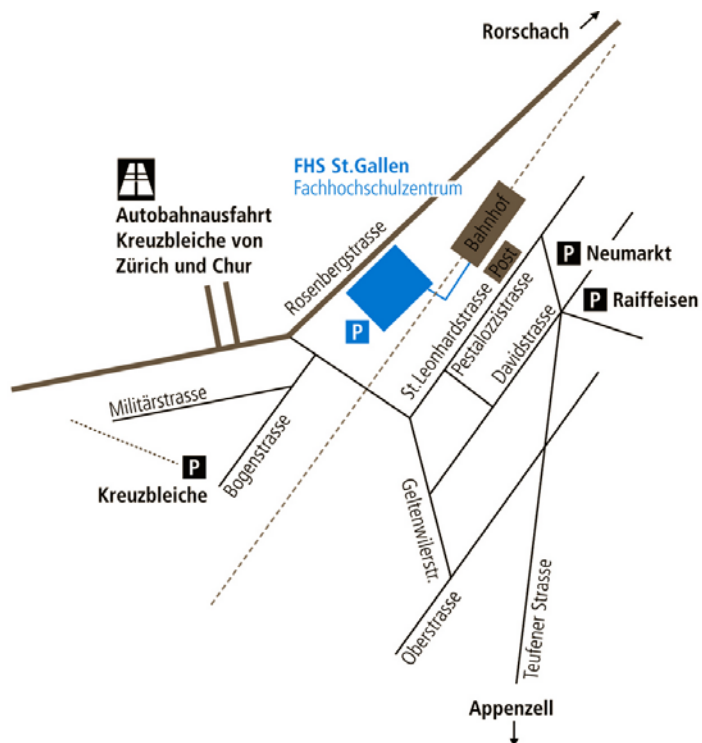 Rorschach
FHS St.Gallen
Fachhochschulzentrum
Autobahnausfahrt
Kreuzbleiche von
Zürich und Chur
Rosenbergstrasse
Bahnhof
Post
P
P Neumarkt
P Raiffeisen
St.Leonhardstrasse
Pestalozzistrasse
Davidstrasse
Militärstrasse
Bogenstrasse
P
Kreuzbleiche
Geltenwilerstr.
Oberstrasse
Teufener Strasse
Appenzell